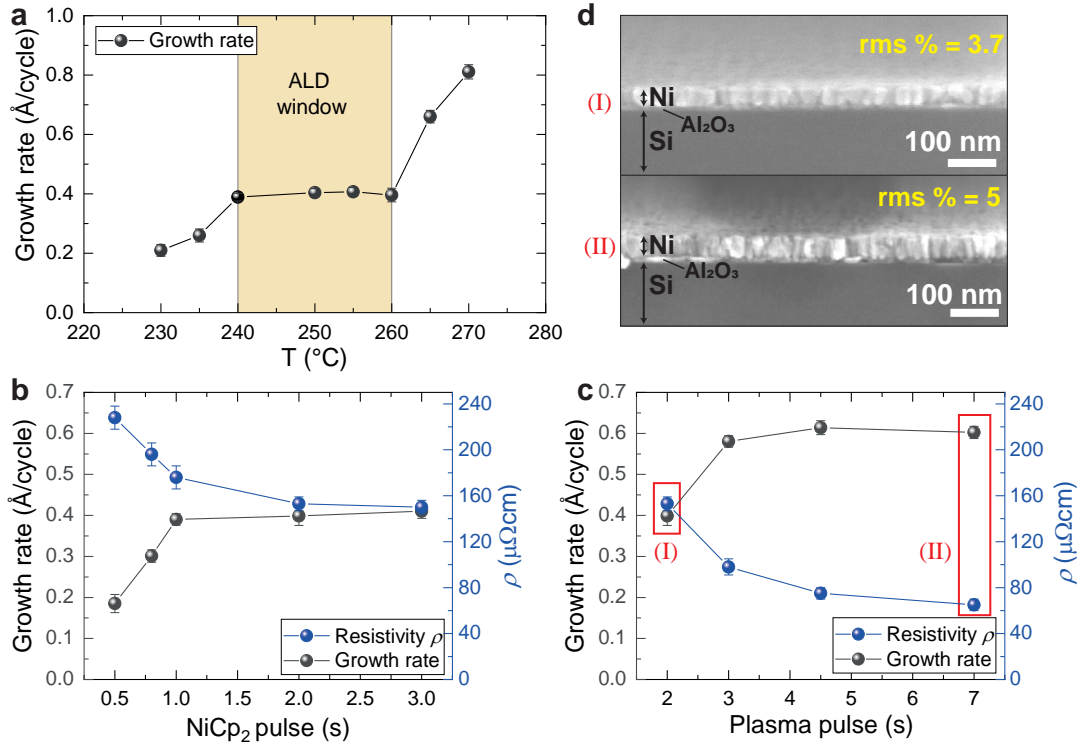 a
Growth rate (Å/cycle)
1.0
0.8
0.6
0.4
0.2
0.0
Growth rate
ALD
window
220 230 240 250 260 270 280
T (°C)
d
rms % = 3.7
(I)
Ni
Al₂O₃
Si
100 nm
rms % = 5
(II)
Ni
Al₂O₃
Si
100 nm
b
Growth rate (Å/cycle)
0.7
0.6
0.5
0.4
0.3
0.2
0.1
0.0
Resistivity ρ
Growth rate
240
200
160
120
80
40
0
ρ (μΩcm)
0.5 1.0 1.5 2.0 2.5 3.0
NiCp₂ pulse (s)
c
Growth rate (Å/cycle)
0.7
0.6
0.5
0.4
0.3
0.2
0.1
0.0
(I)
(II)
Resistivity ρ
Growth rate
240
200
160
120
80
40
0
ρ (μΩcm)
2 3 4 5 6 7
Plasma pulse (s)